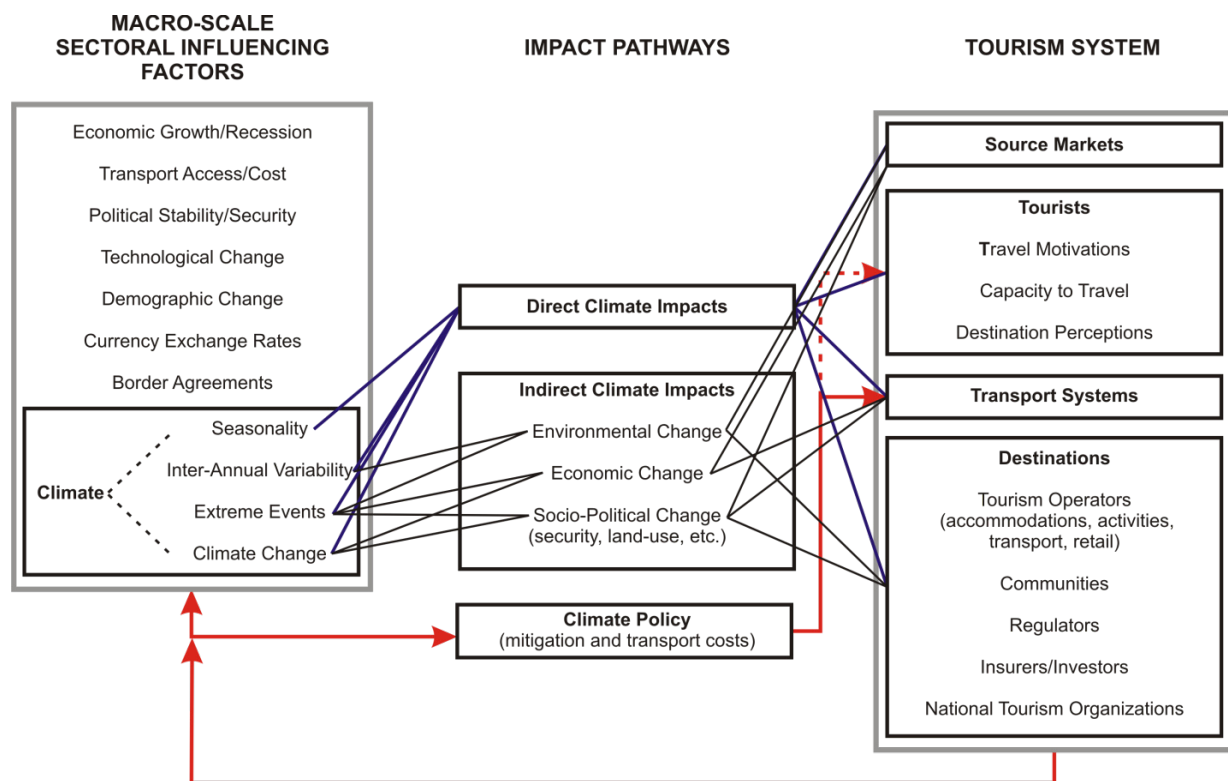 MACRO-SCALE
SECTORAL INFLUENCING
FACTORS
Economic Growth/Recession
Transport Access/Cost
Political Stability/Security
Technological Change
Demographic Change
Currency Exchange Rates
Border Agreements
Climate
Seasonality
Inter-Annual Variability
Extreme Events
Climate Change
IMPACT PATHWAYS
Direct Climate Impacts
Indirect Climate Impacts
Environmental Change
Economic Change
Socio-Political Change
(security, land-use, etc.)
Climate Policy
(mitigation and transport costs)
TOURISM SYSTEM
Source Markets
Tourists
Travel Motivations
Capacity to Travel
Destination Perceptions
Transport Systems
Destinations
Tourism Operators
(accommodations, activities,
transport, retail)
Communities
Regulators
Insurers/Investors
National Tourism Organizations